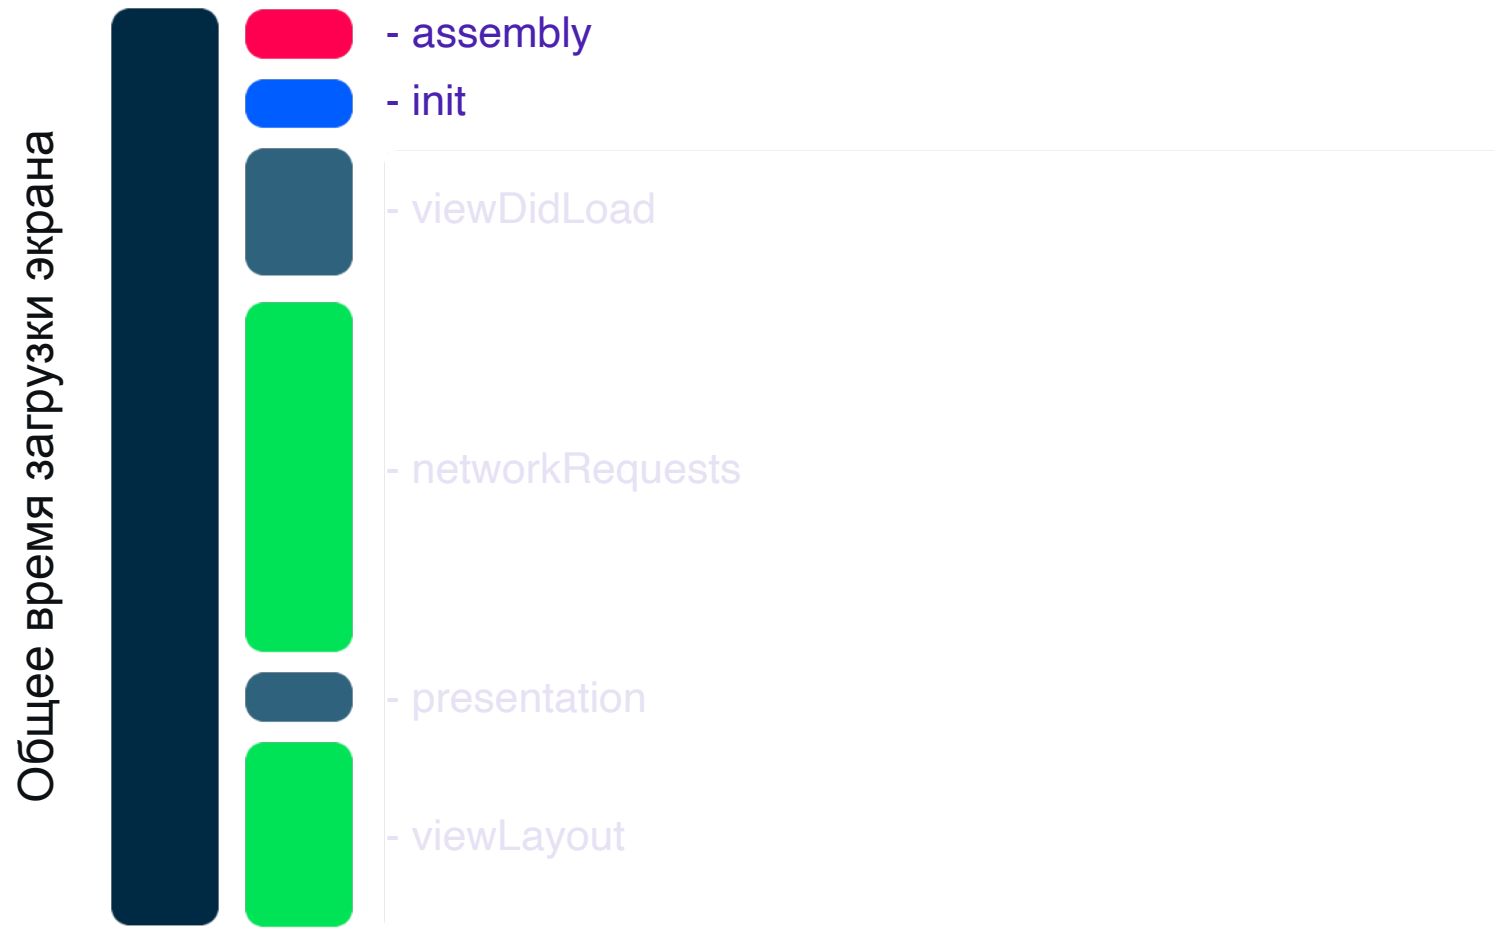 Общее время загрузки экрана
- assembly
- init
- viewDidLoad
- networkRequests
- presentation
- viewLayout